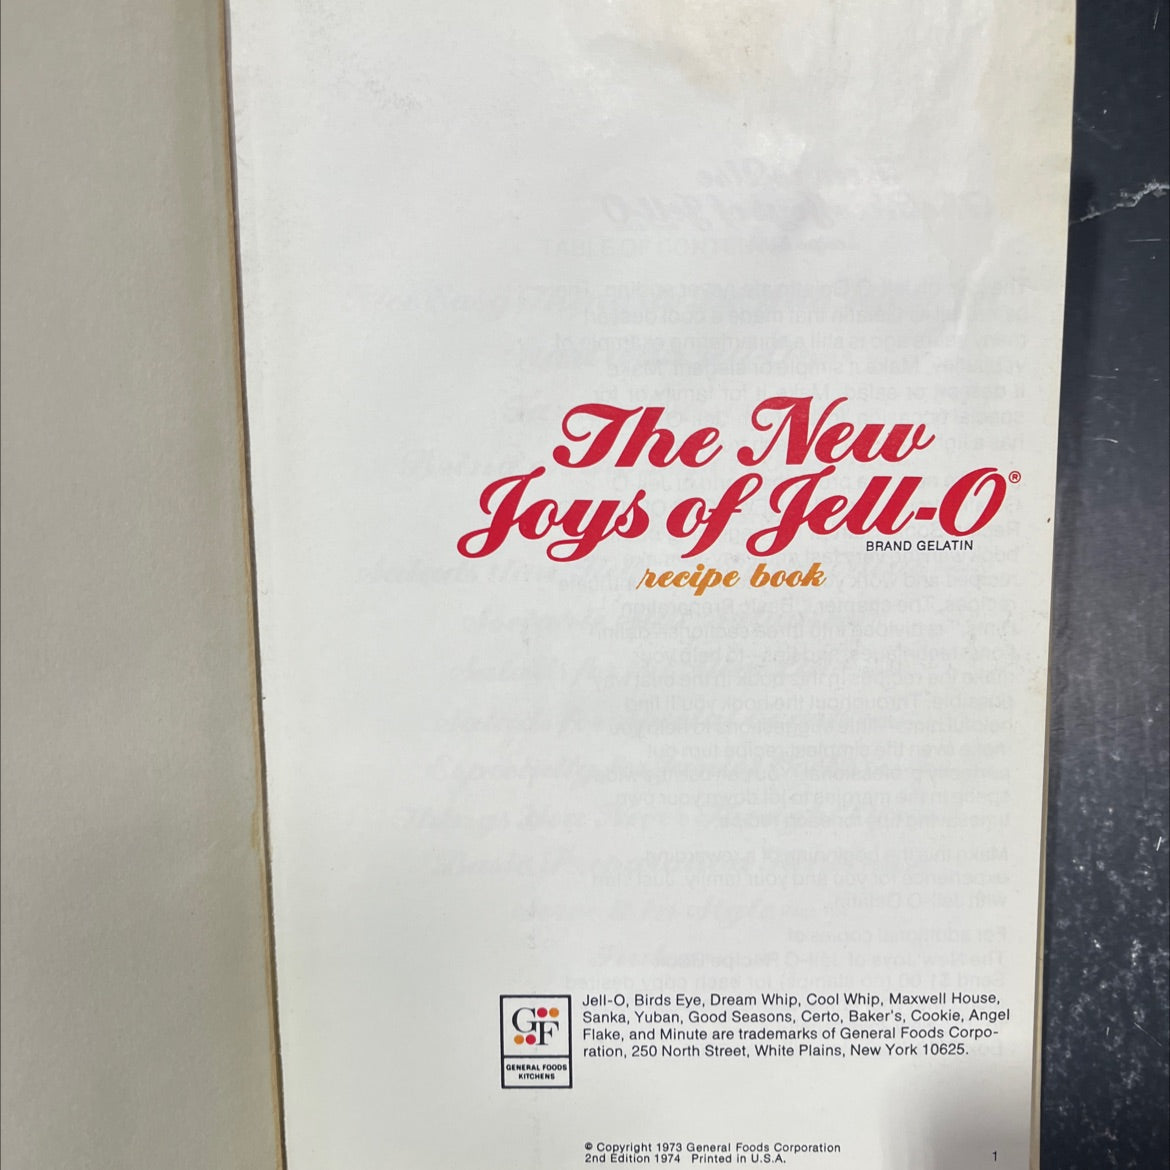 The New
Joys of Jell-O®
BRAND GELATIN
recipe book
GF
GENERAL FOODS
KITCHENS
Jell-O, Birds Eye, Dream Whip, Cool Whip, Maxwell House,
Sanka, Yuban, Good Seasons, Certo, Baker's, Cookie, Angel
Flake, and Minute are trademarks of General Foods Corpo-
ration, 250 North Street, White Plains, New York 10625.
© Copyright 1973 General Foods Corporation
2nd Edition 1974 Printed in U.S.A.
1